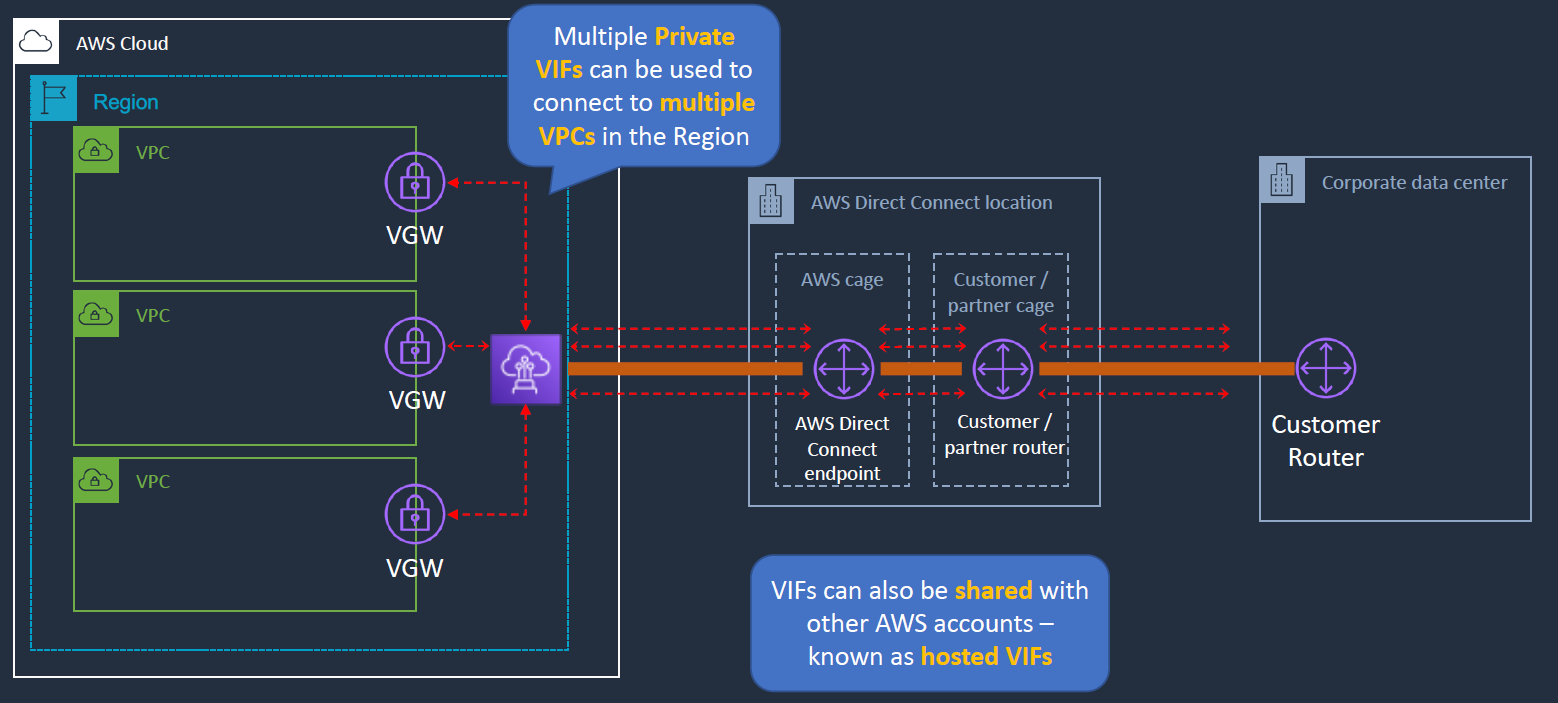 AWS Cloud
Multiple Private
VIFs can be used to
connect to multiple
VPCs in the Region
Region
VPC
VGW
VPC
VGW
VPC
VGW
AWS Direct Connect location
AWS cage
Customer /
partner cage
AWS Direct
Connect
endpoint
Customer /
partner router
Corporate data center
Customer
Router
VIFs can also be shared with
other AWS accounts –
known as hosted VIFs